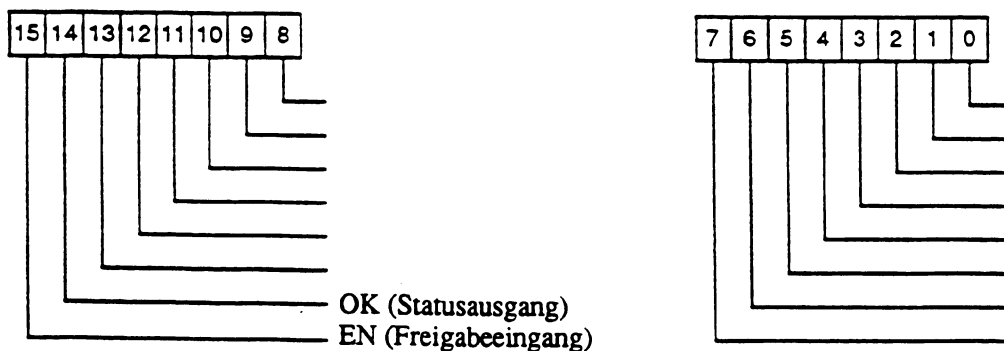 15 14 13 12 11 10 9 8
7 6 5 4 3 2 1 0
OK (Statusausgang)
EN (Freigabeeingang)